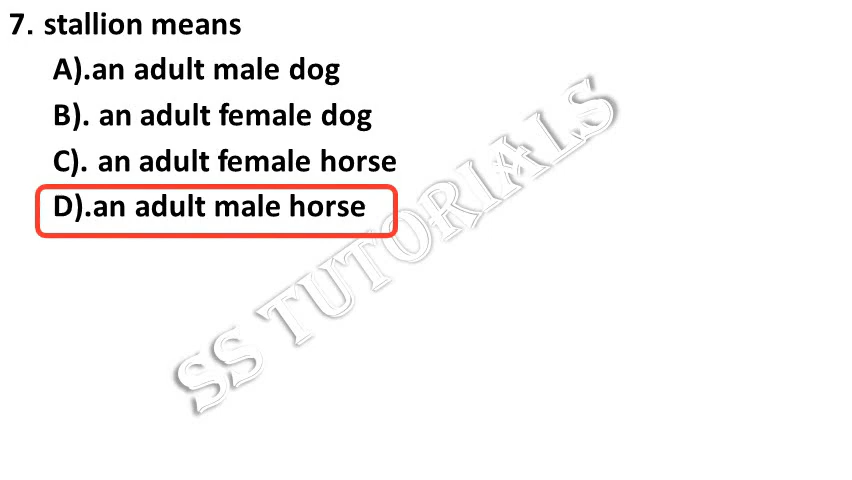 7. stallion means
A).an adult male dog
B). an adult female dog
C). an adult female horse
D).an adult male horse
SS TUTORIALS